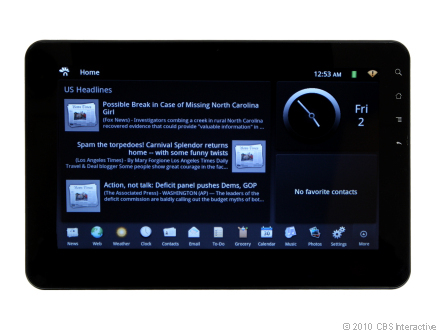 Home
12:53 AM
US Headlines
Possible Break in Case of Missing North Carolina
Girl
(Fox News) - Investigators combing a creek in rural North Carolina
recovered evidence that could provide "valuable information" in ...
Spam the torpedoes! Carnival Splendor returns
home -- with some funny twists
(Los Angeles Times) - By Mary Forgione Los Angeles Times Daily
Travel & Deal blogger Some people show great courage in the fac...
Action, not talk: Deficit panel pushes Dems, GOP
(The Associated Press) - WASHINGTON (AP) — The leaders of the
deficit commission are badly calling out the budget myths of bot...
Fri
2
No favorite contacts
News
Web
Weather
Clock
Contacts
Email
To-Do
Grocery
Calendar
Music
Photos
Settings
More
© 2010 CBS Interactive